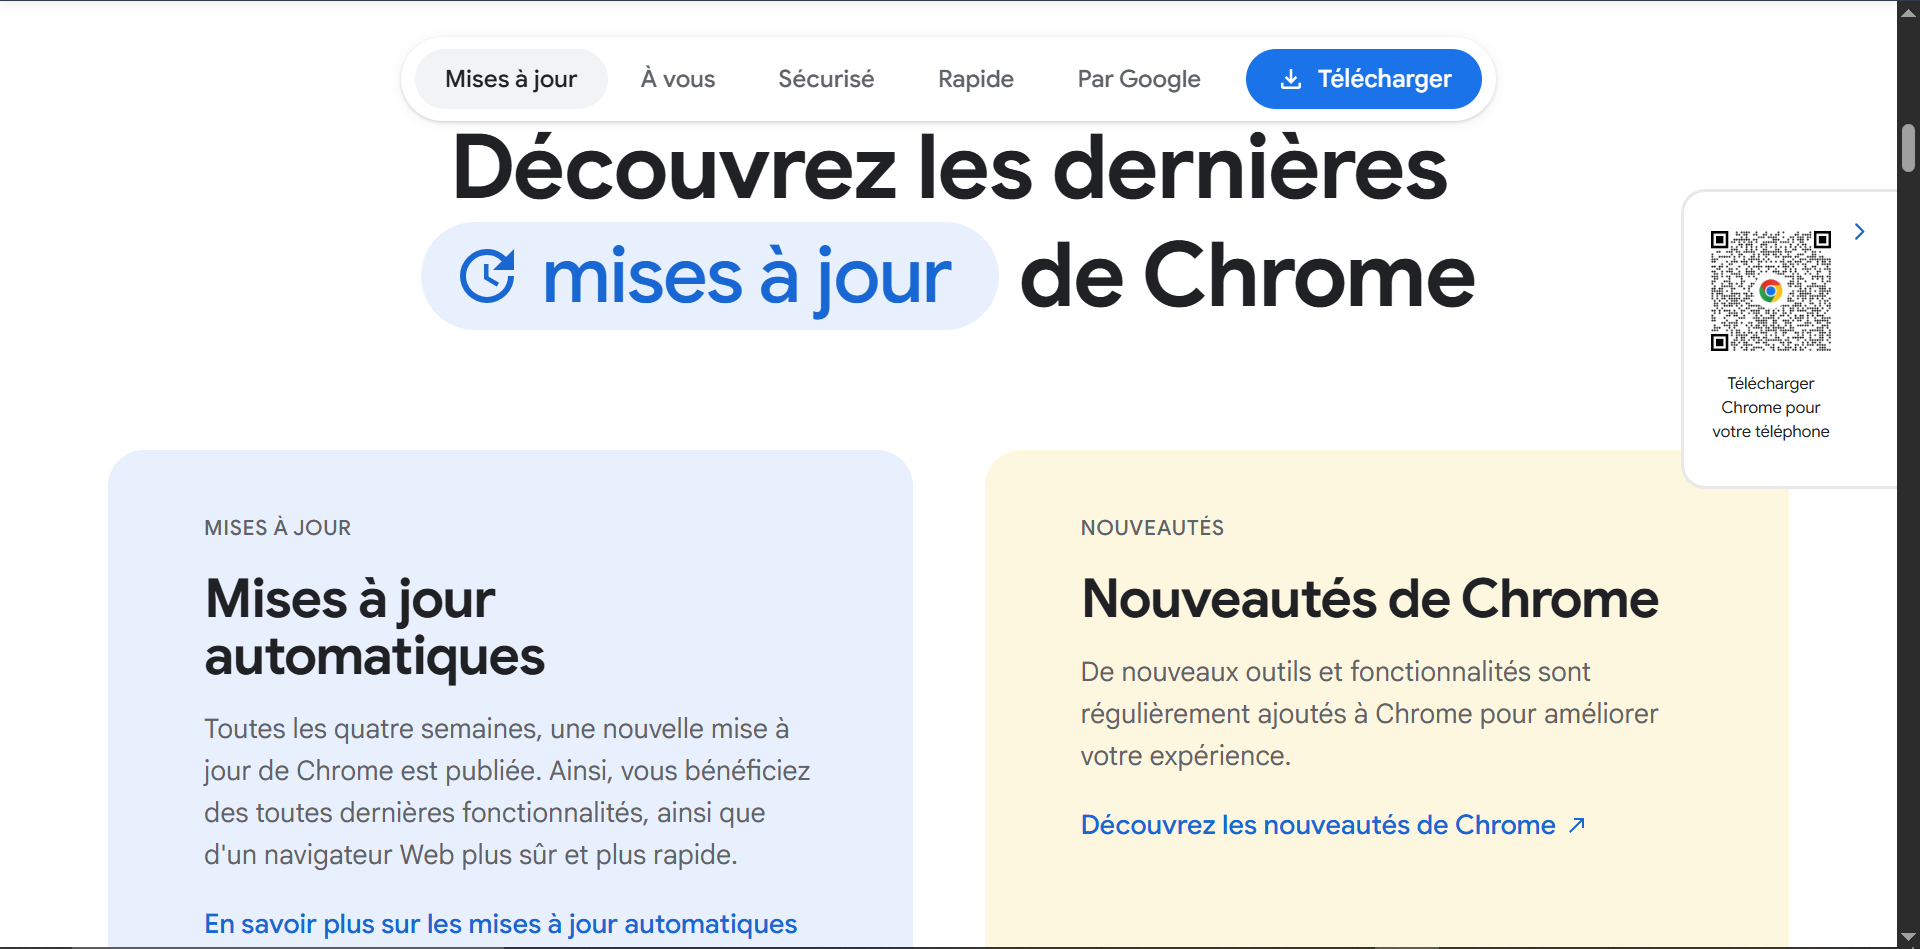 Mises à jour
À vous
Sécurisé
Rapide
Par Google
Télécharger
Découvrez les dernières
mises à jour de Chrome
Télécharger
Chrome pour
votre téléphone
MISES À JOUR
Mises à jour
automatiques
Toutes les quatre semaines, une nouvelle mise à
jour de Chrome est publiée. Ainsi, vous bénéficiez
des toutes dernières fonctionnalités, ainsi que
d'un navigateur Web plus sûr et plus rapide.
En savoir plus sur les mises à jour automatiques
NOUVEAUTÉS
Nouveautés de Chrome
De nouveaux outils et fonctionnalités sont
régulièrement ajoutés à Chrome pour améliorer
votre expérience.
Découvrez les nouveautés de Chrome